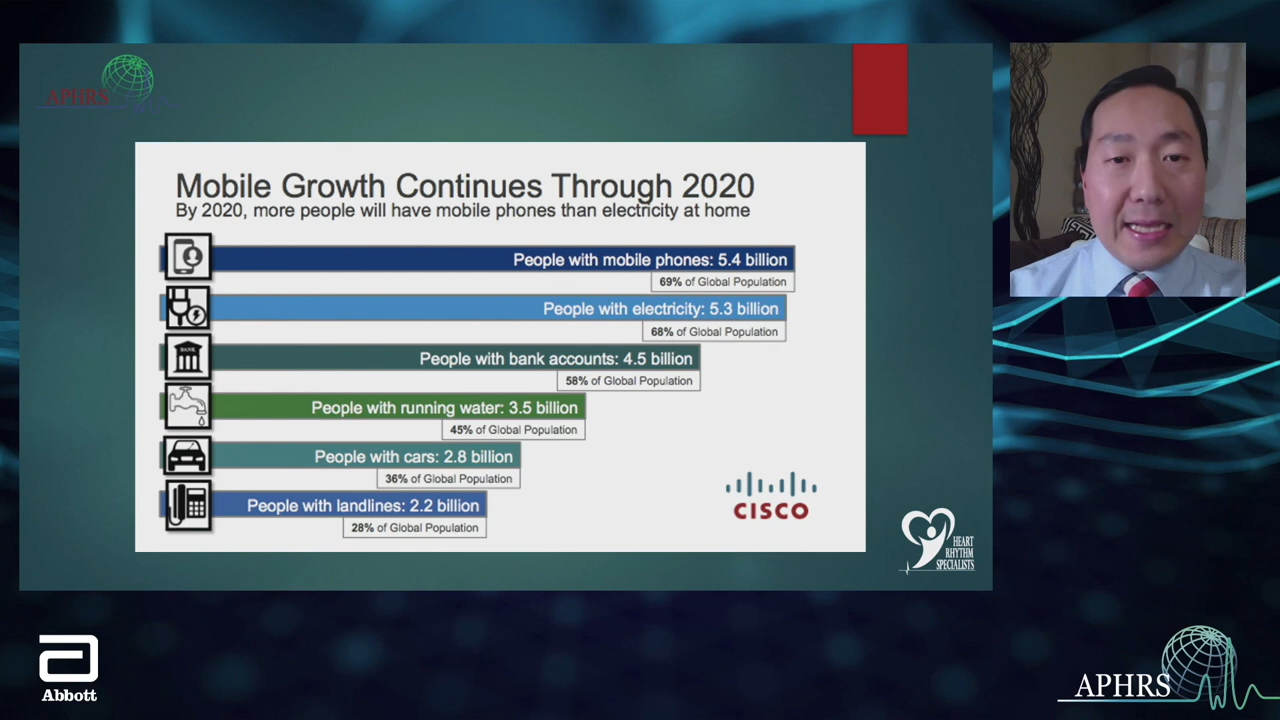 APHRS
Mobile Growth Continues Through 2020
By 2020, more people will have mobile phones than electricity at home
People with mobile phones: 5.4 billion
69% of Global Population
People with electricity: 5.3 billion
68% of Global Population
BANK
People with bank accounts: 4.5 billion
58% of Global Population
People with running water: 3.5 billion
45% of Global Population
People with cars: 2.8 billion
36% of Global Population
People with landlines: 2.2 billion
28% of Global Population
CISCO
HEART
RHYTHM
SPECIALISTS
Abbott
APHRS